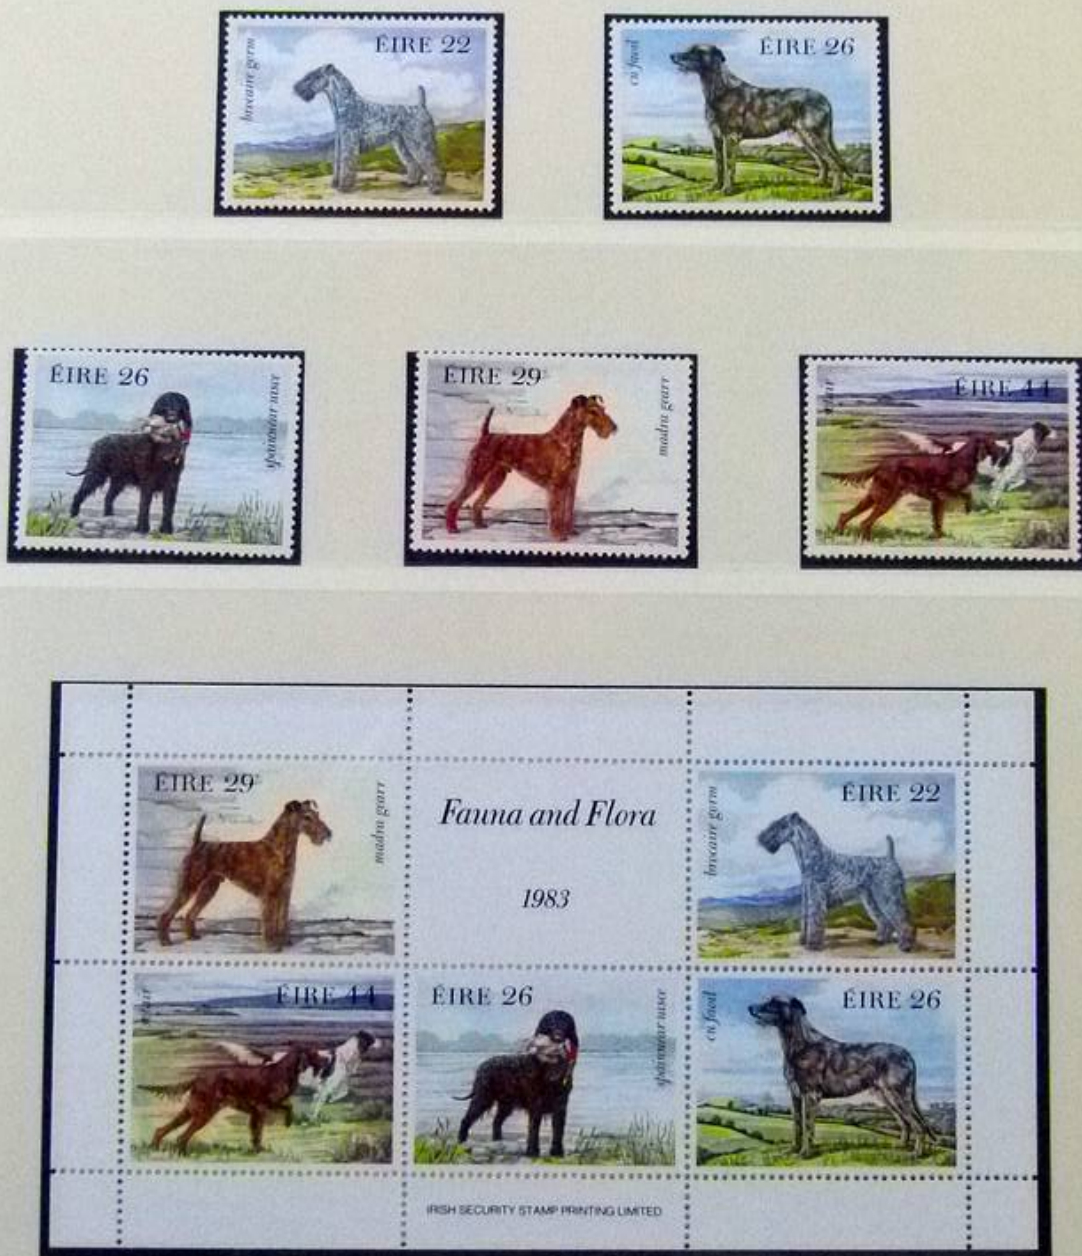 ÉIRE 22
brocaire gorm
ÉIRE 26
cú faoil
ÉIRE 26
spáinnéar uisce
ÉIRE 29
madra gearr
ÉIRE 44
ÉIRE 29
madra gearr
Fauna and Flora
1983
ÉIRE 22
brocaire gorm
ÉIRE 44
ÉIRE 26
spáinnéar uisce
ÉIRE 26
cú faoil
IRISH SECURITY STAMP PRINTING LIMITED